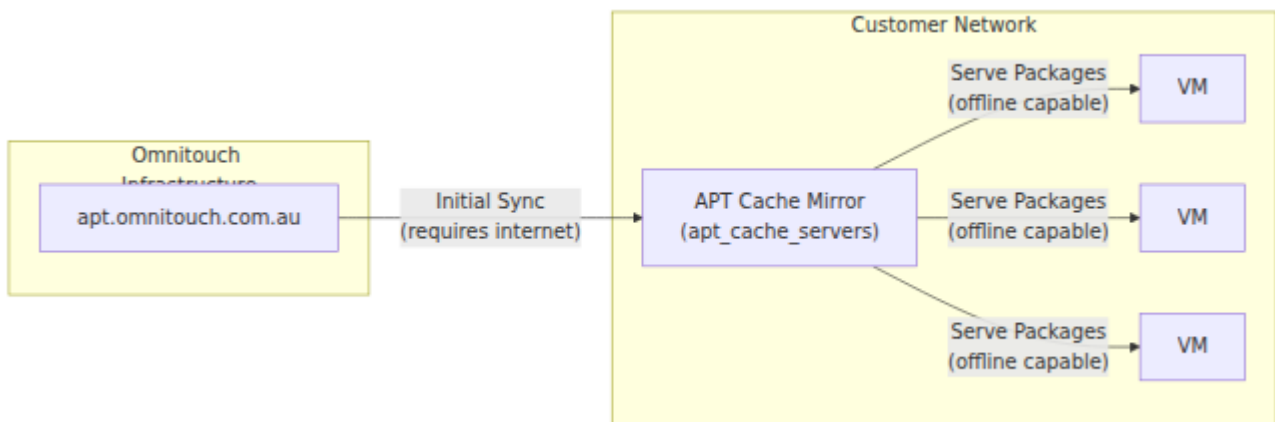 Customer Network
Omnitouch
Infrastructure
apt.omnitouch.com.au
Initial Sync
(requires internet)
APT Cache Mirror
(apt_cache_servers)
Serve Packages
(offline capable)
VM
Serve Packages
(offline capable)
VM
Serve Packages
(offline capable)
VM